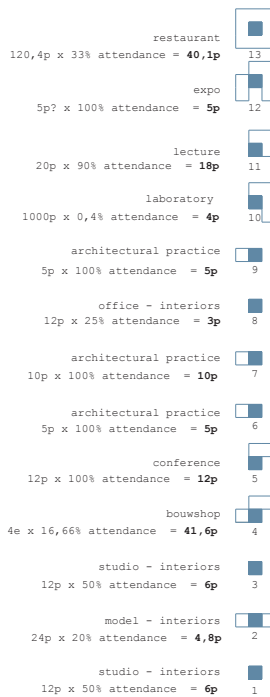 restaurant
120,4p x 33% attendance = 40,1p 13
expo
5p? x 100% attendance = 5p 12
lecture
20p x 90% attendance = 18p 11
laboratory
1000p x 0,4% attendance = 4p 10
architectural practice
5p x 100% attendance = 5p 9
office - interiors
12p x 25% attendance = 3p 8
architectural practice
10p x 100% attendance = 10p 7
architectural practice
5p x 100% attendance = 5p 6
conference
12p x 100% attendance = 12p 5
bouwshop
4e x 16,66% attendance = 41,6p 4
studio - interiors
12p x 50% attendance = 6p 3
model - interiors
24p x 20% attendance = 4,8p 2
studio - interiors
12p x 50% attendance = 6p 1